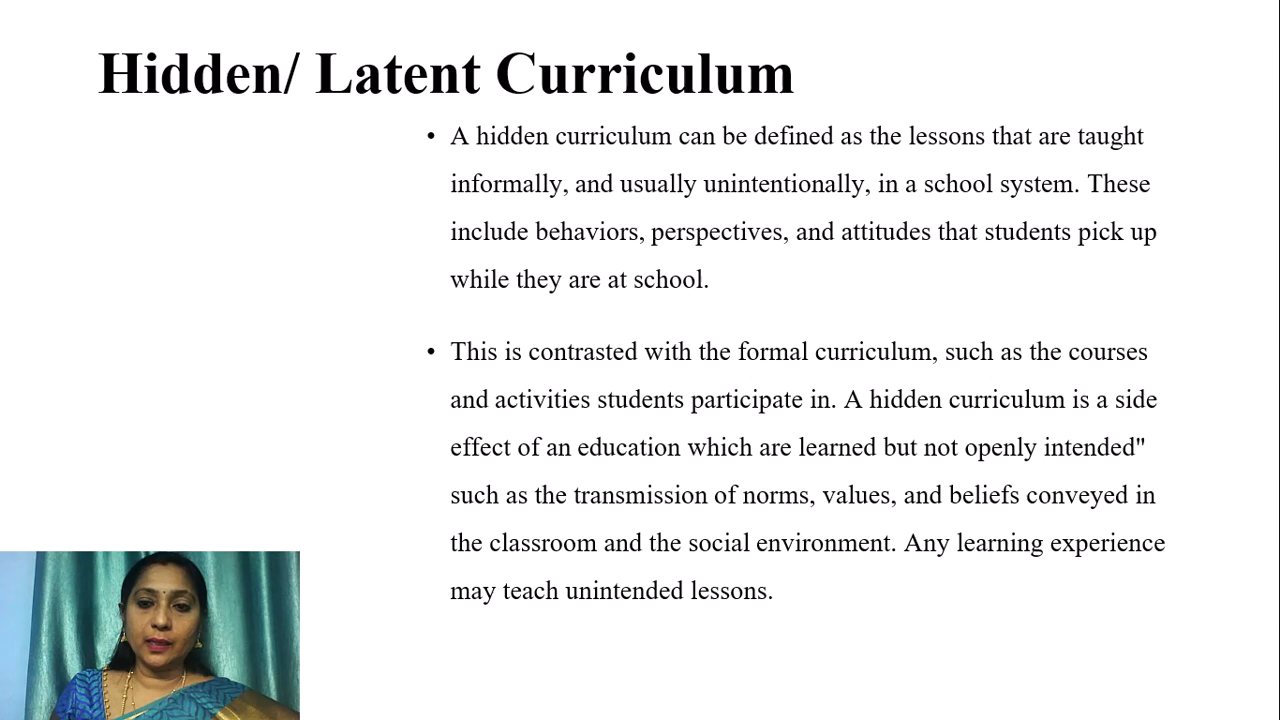 Hidden/ Latent Curriculum
• A hidden curriculum can be defined as the lessons that are taught
informally, and usually unintentionally, in a school system. These
include behaviors, perspectives, and attitudes that students pick up
while they are at school.
• This is contrasted with the formal curriculum, such as the courses
and activities students participate in. A hidden curriculum is a side
effect of an education which are learned but not openly intended"
such as the transmission of norms, values, and beliefs conveyed in
the classroom and the social environment. Any learning experience
may teach unintended lessons.